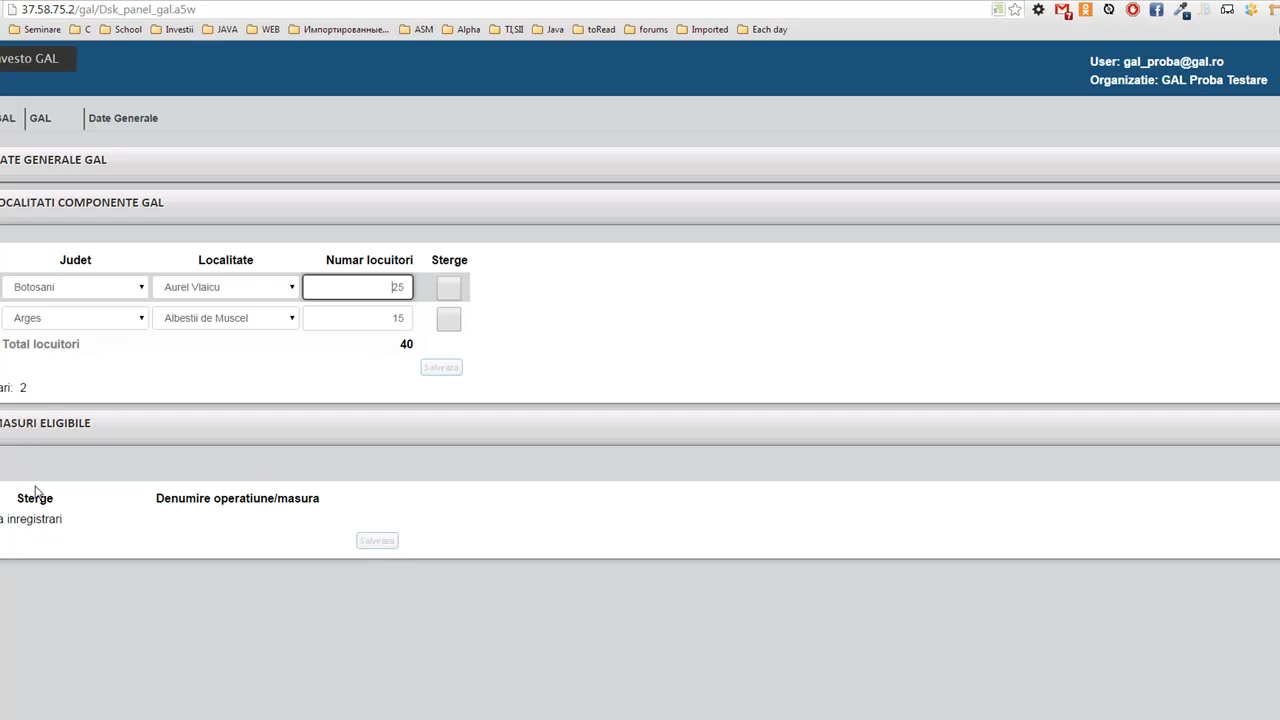 37.58.75.2/gal/Dsk_panel_gal.a5w
Seminare C School Investii JAVA WEB Импортированные... ASM Alpha TI,SII Java toRead forums Imported Each day
vesto GAL
User: gal_proba@gal.ro
Organizatie: GAL Proba Testare
GAL GAL Date Generale
ATE GENERALE GAL
OCALITATI COMPONENTE GAL
Judet Localitate Numar locuitori Sterge
Botosani Aurel Vlaicu 25
Arges Albestii de Muscel 15
Total locuitori 40
Salveaza
ari: 2
MASURI ELIGIBILE
Sterge Denumire operatiune/masura
a inregistrari
Salveaza